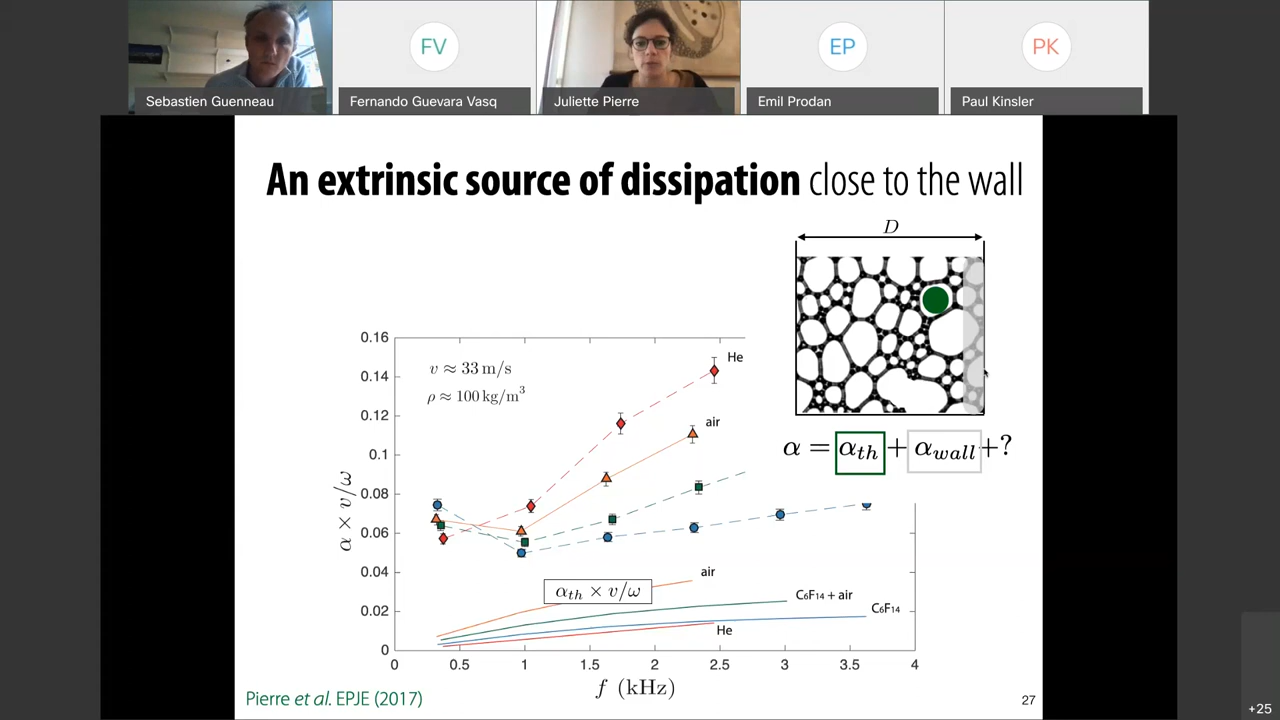 FV
EP
PK
Sebastien Guenneau
Fernando Guevara Vasq
Juliette Pierre
Emil Prodan
Paul Kinsler
An extrinsic source of dissipation close to the wall
D
α = α_th + α_wall + ?
v ≈ 33 m/s
ρ ≈ 100 kg/m³
He
air
air
α_th × v/ω
C₆F₁₄ + air
C₆F₁₄
He
α × v/ω
0.16
0.14
0.12
0.1
0.08
0.06
0.04
0.02
0
0 0.5 1 1.5 2 2.5 3 3.5 4
f (kHz)
Pierre et al. EPJE (2017)
27
+25